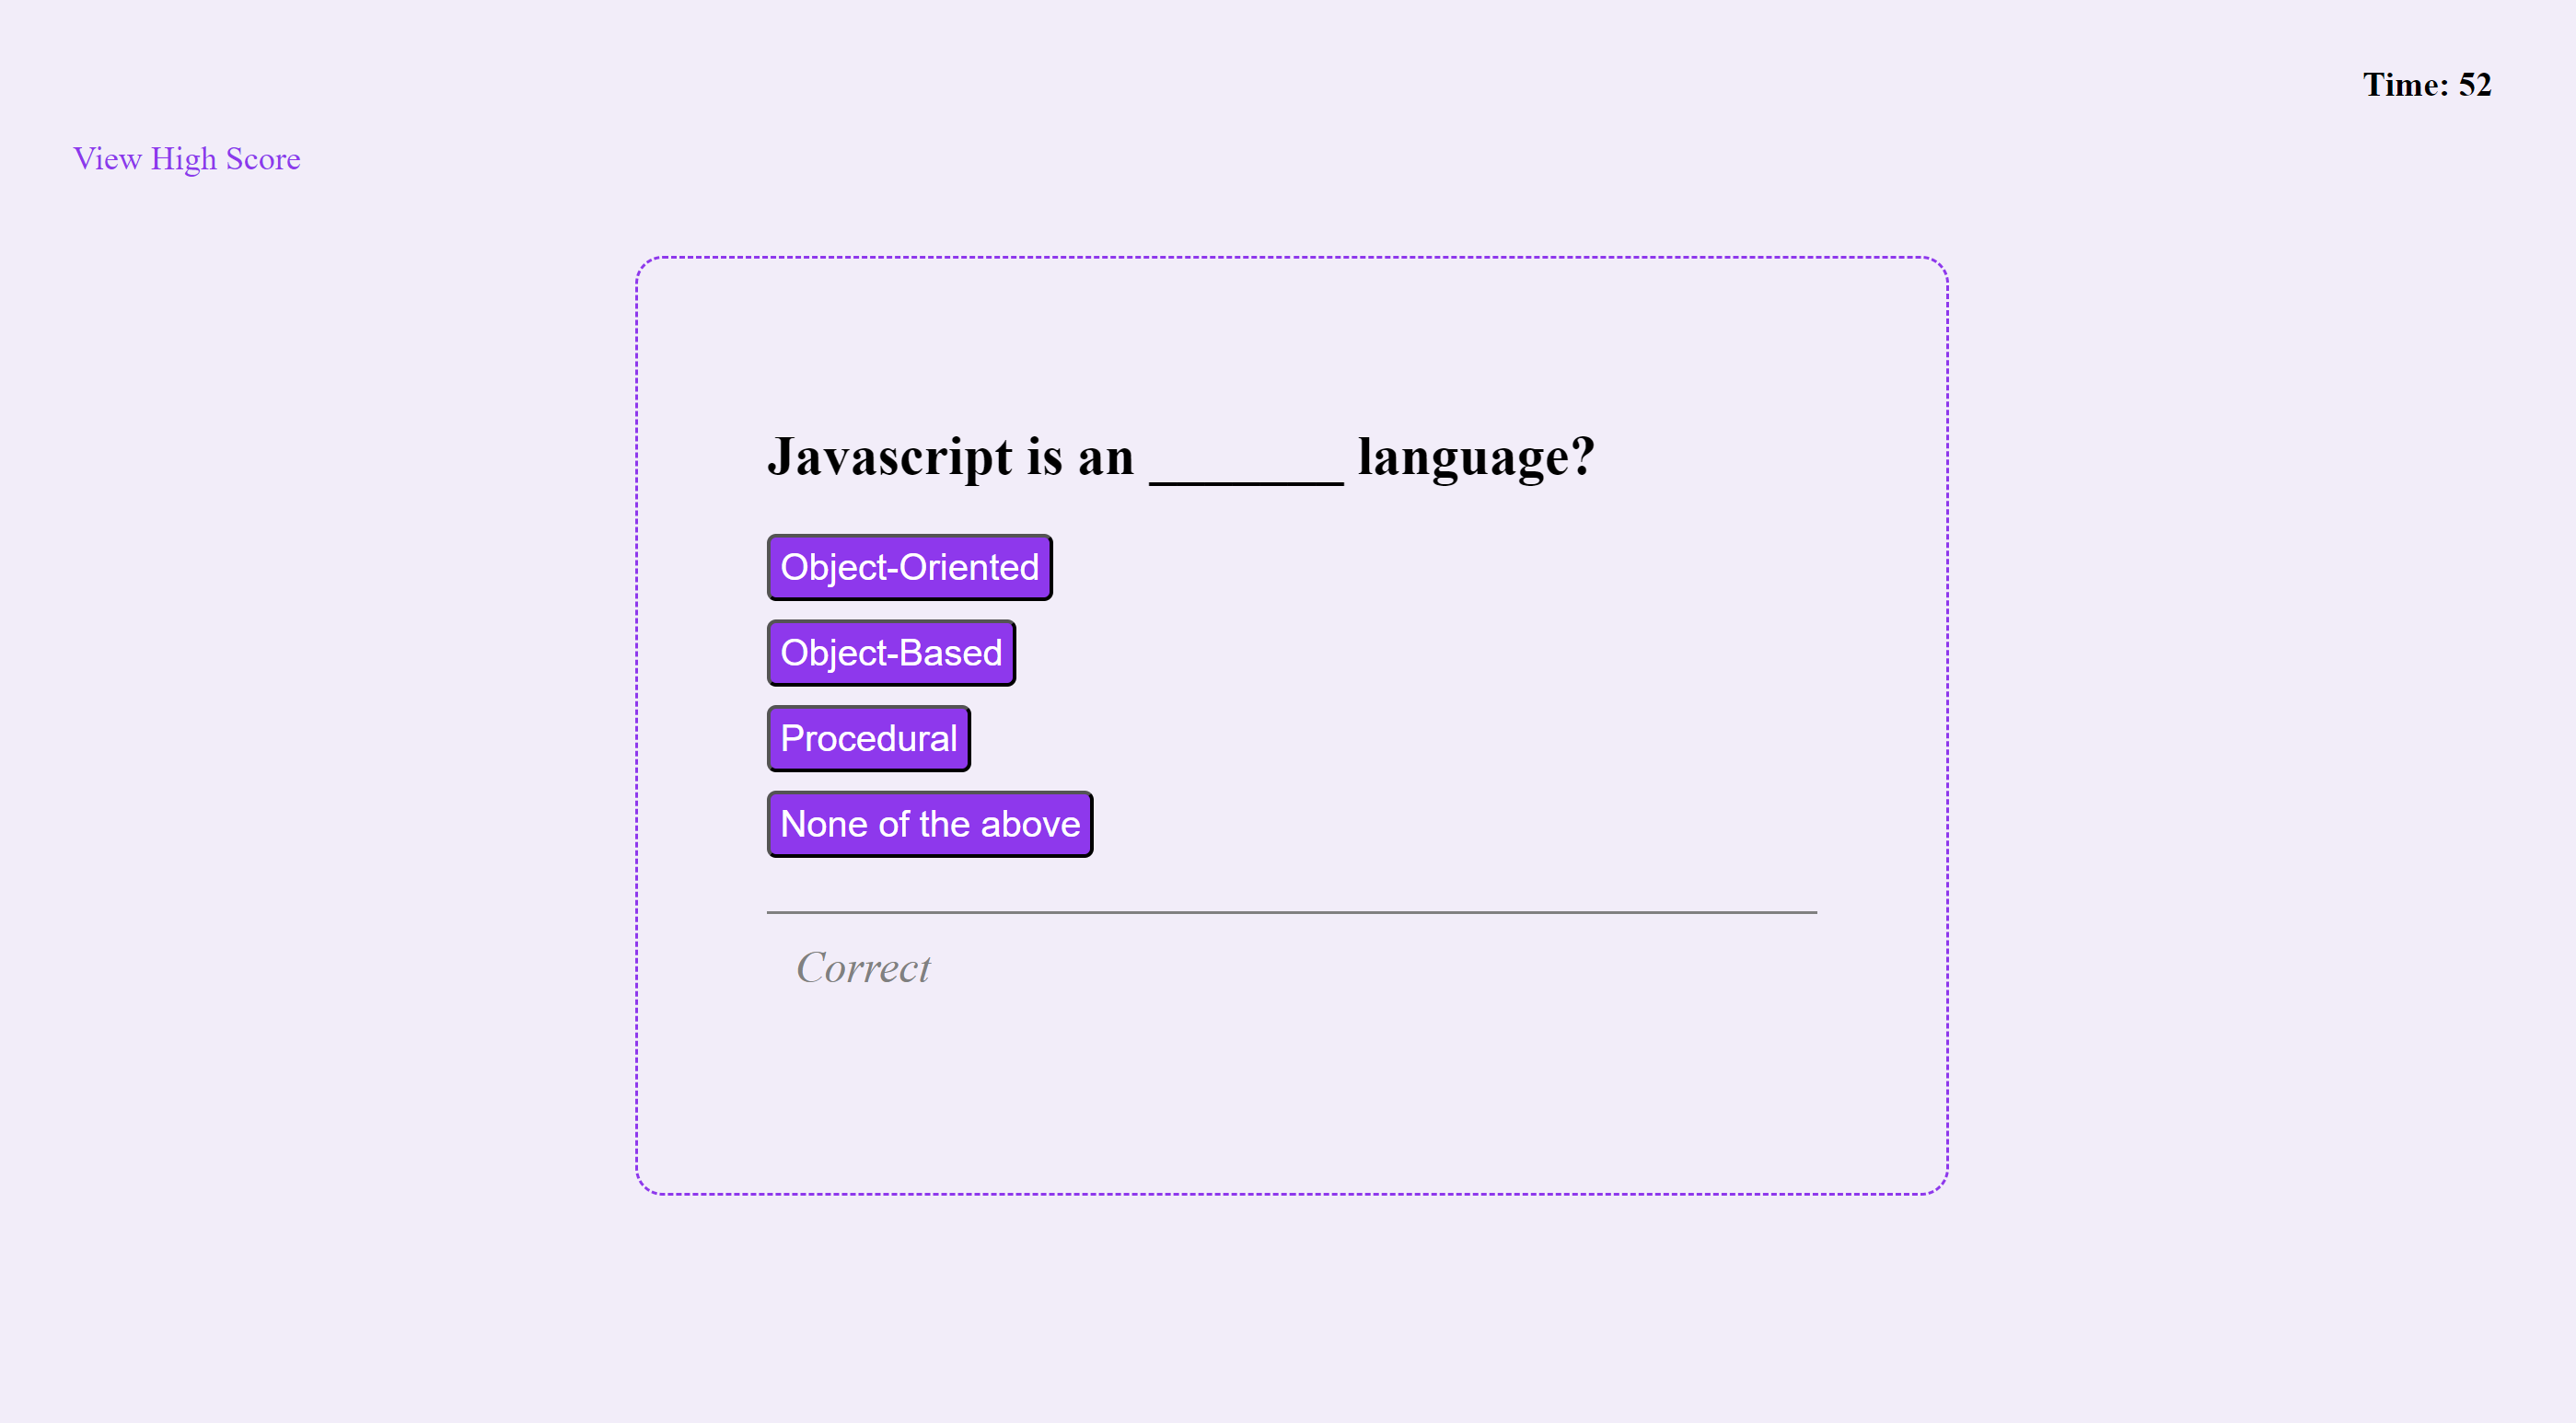 Time: 52
View High Score
Javascript is an _______ language?
Object-Oriented
Object-Based
Procedural
None of the above
Correct